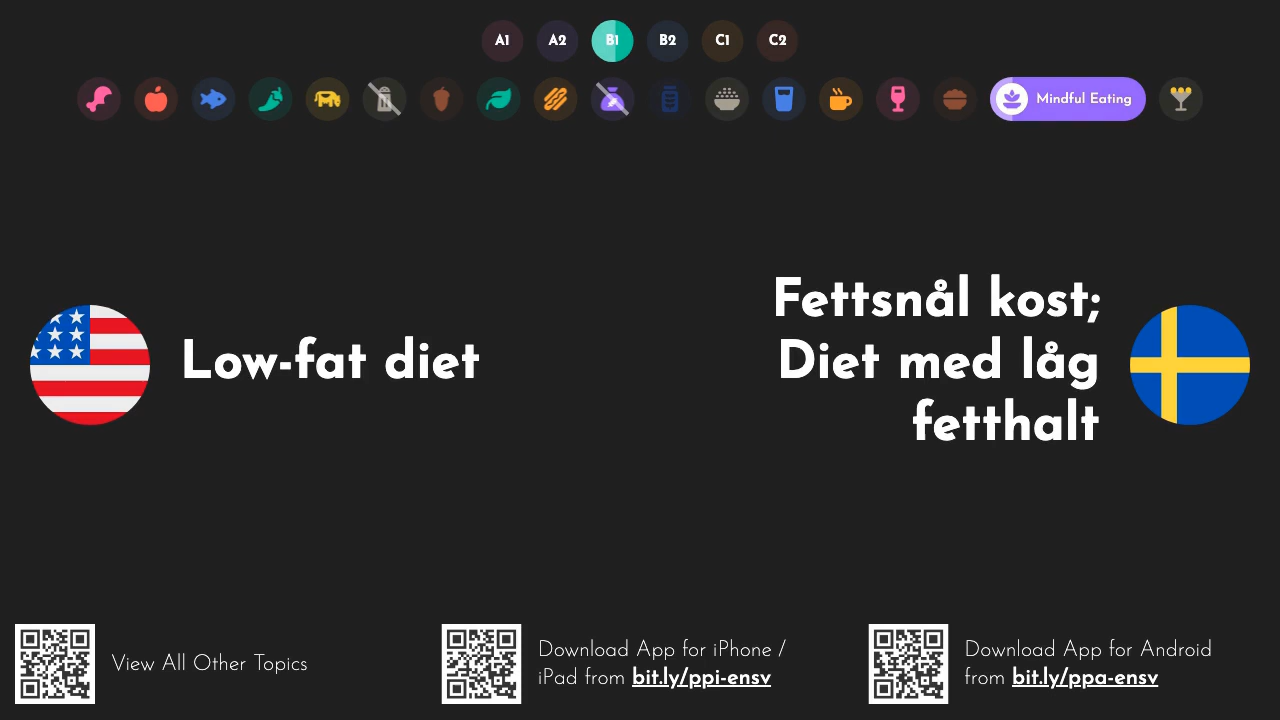 A1 A2 B1 B2 C1 C2
Mindful Eating
Low-fat diet
Fettsnål kost;
Diet med låg
fetthalt
View All Other Topics
Download App for iPhone /
iPad from bit.ly/ppi-ensv
Download App for Android
from bit.ly/ppa-ensv